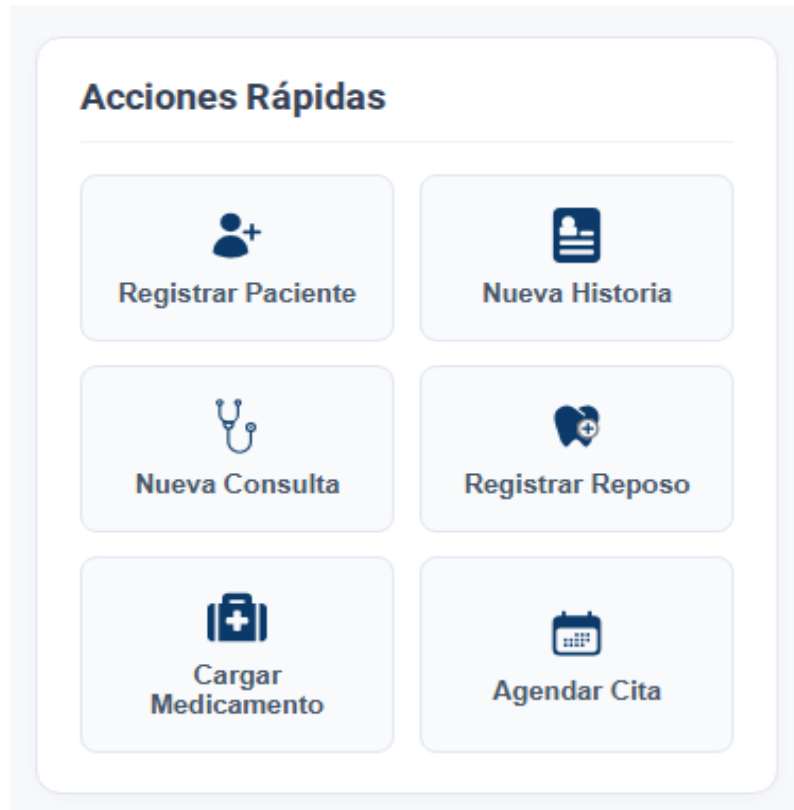 Acciones Rápidas
Registrar Paciente
Nueva Historia
Nueva Consulta
Registrar Reposo
Cargar
Medicamento
Agendar Cita